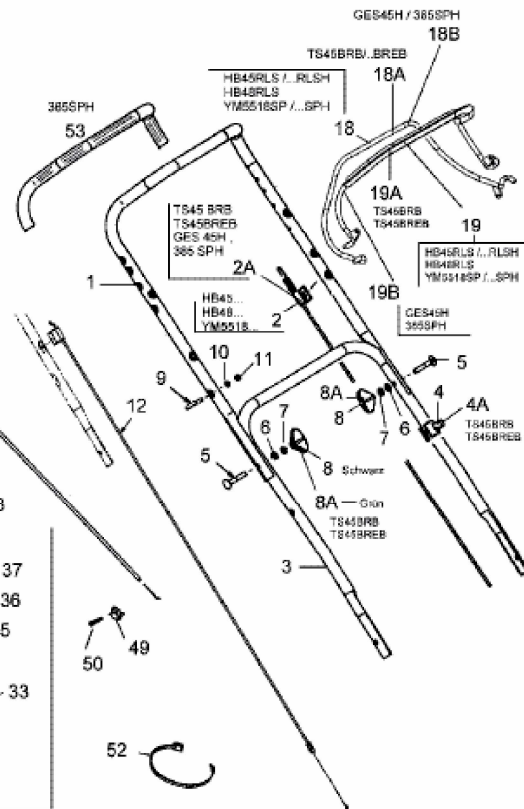 GES45H / 385SPH
18B
TS45BRB/..BREB
18A
HB45RLS /...RLSH
HB48RLS
YM5518SP /...SPH
18
385SPH
53
19A
TS45BRB
TS45BREB
19
HB45RLS /...RLSH
HB48RLS
YM5518SP /...SPH
19B
GES45H
385SPH
TS45 BRB
TS45BREB
GES 45H ,
385 SPH
2A
1
HB45...
HB48...
YM5518...
2
10
11
9
5
12
8A
8
7
6
4
4A
TS45BRB
TS45BREB
6
7
5
8 Schwarz
8A — Grün
TS45BRB
TS45BREB
3
37
36
33
50
49
52